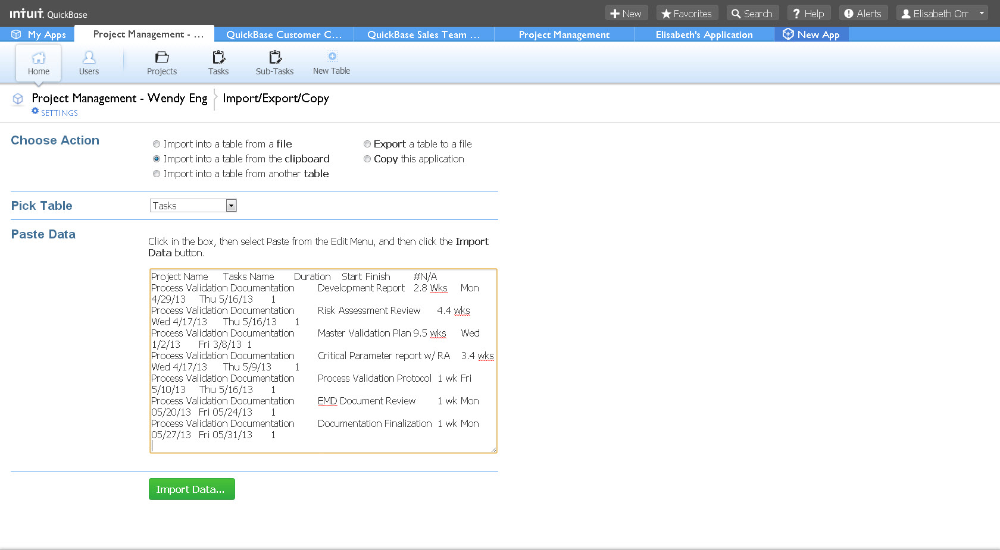 intuit. QuickBase
New
Favorites
Search
Help
Alerts
Elisabeth Orr
My Apps
Project Management - ...
QuickBase Customer C...
QuickBase Sales Team ...
Project Management
Elisabeth's Application
New App
Home
Users
Projects
Tasks
Sub-Tasks
New Table
Project Management - Wendy Eng
Import/Export/Copy
SETTINGS
Choose Action
Import into a table from a file
Export a table to a file
Import into a table from the clipboard
Copy this application
Import into a table from another table
Pick Table
Tasks
Paste Data
Click in the box, then select Paste from the Edit Menu, and then click the Import
Data button.
Project Name Tasks Name Duration Start Finish #N/A
Process Validation Documentation Development Report 2.8 Wks Mon
4/29/13 Thu 5/16/13 1
Process Validation Documentation Risk Assessment Review 4.4 wks
Wed 4/17/13 Thu 5/16/13 1
Process Validation Documentation Master Validation Plan 9.5 wks Wed
1/2/13 Fri 3/8/13 1
Process Validation Documentation Critical Parameter report w/ RA 3.4 wks
Wed 4/17/13 Thu 5/9/13 1
Process Validation Documentation Process Validation Protocol 1 wk Fri
5/10/13 Thu 5/16/13 1
Process Validation Documentation EMD Document Review 1 wk Mon
05/20/13 Fri 05/24/13 1
Process Validation Documentation Documentation Finalization 1 wk Mon
05/27/13 Fri 05/31/13 1
Import Data...